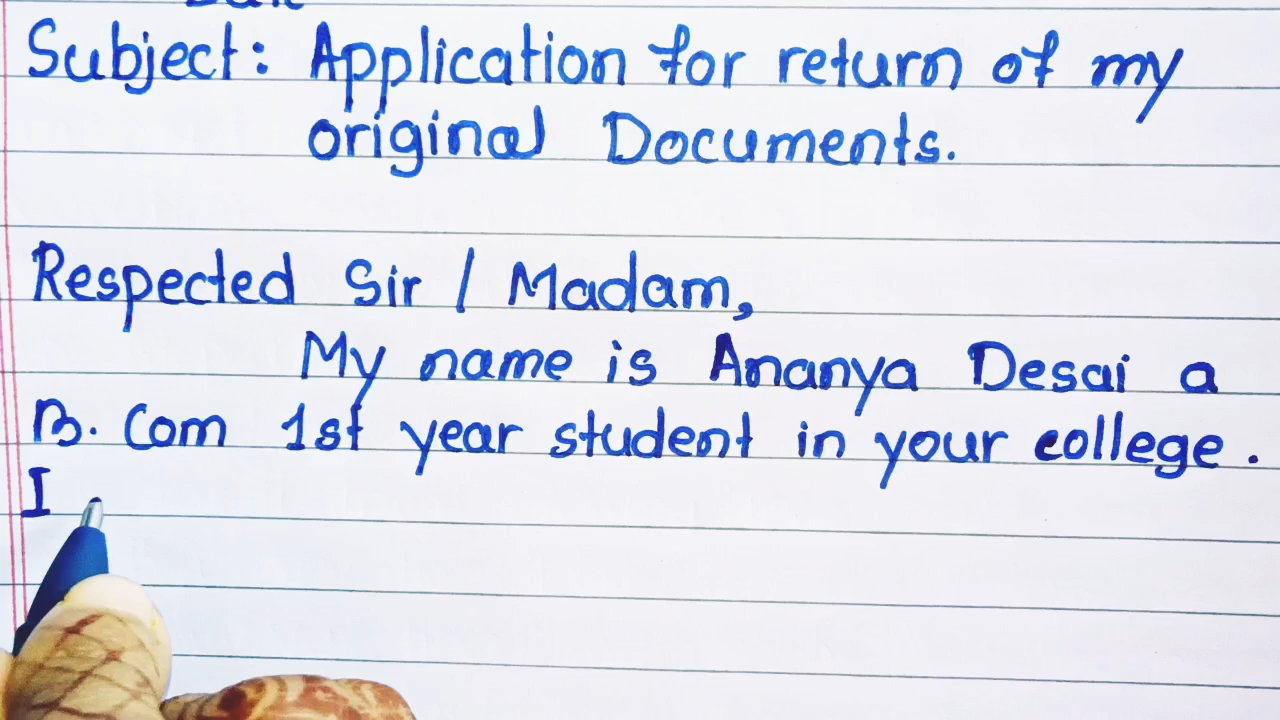 Subject: Application for return of my
original Documents.
Respected Sir / Madam,
My name is Ananya Desai a
B. Com 1st year student in your college.
I